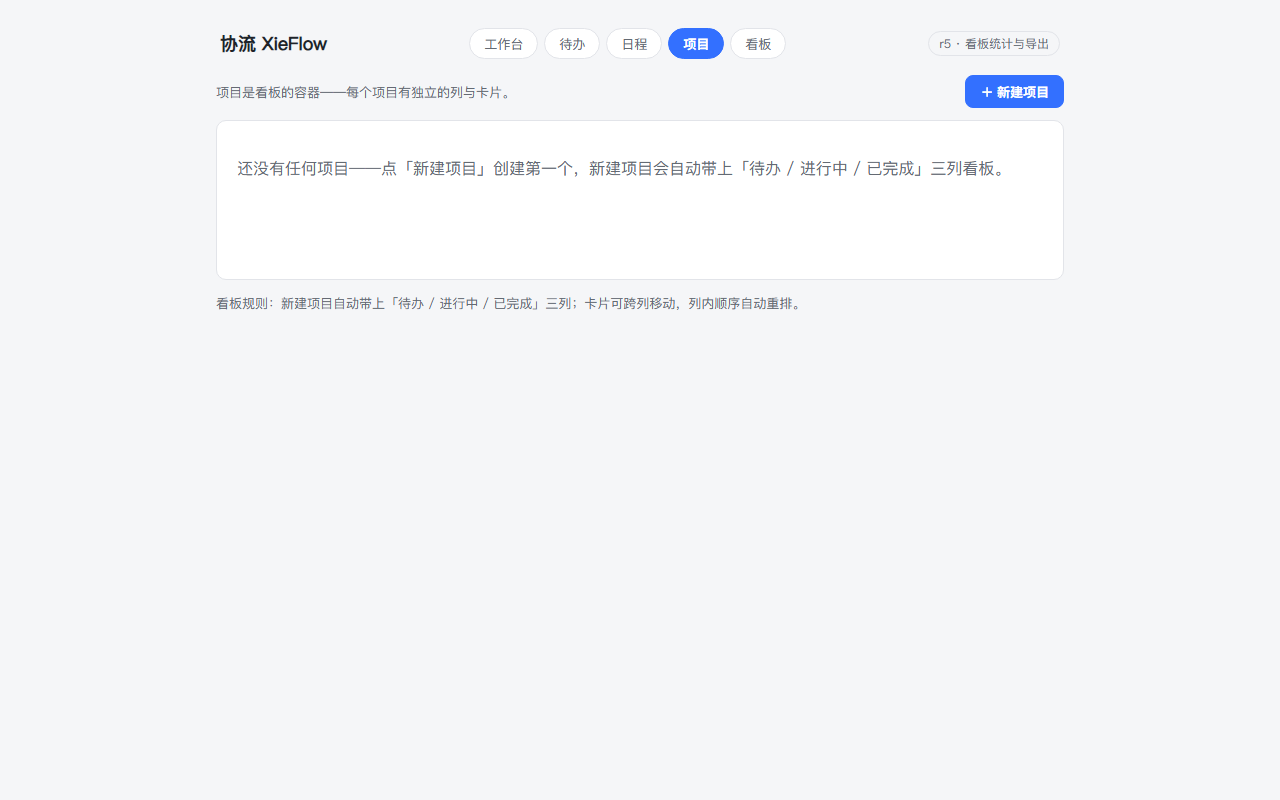 协流 XieFlow
工作台
待办
日程
项目
看板
r5 · 看板统计与导出
项目是看板的容器——每个项目有独立的列与卡片。
＋ 新建项目
还没有任何项目——点「新建项目」创建第一个，新建项目会自动带上「待办 / 进行中 / 已完成」三列看板。
看板规则：新建项目自动带上「待办 / 进行中 / 已完成」三列；卡片可跨列移动，列内顺序自动重排。